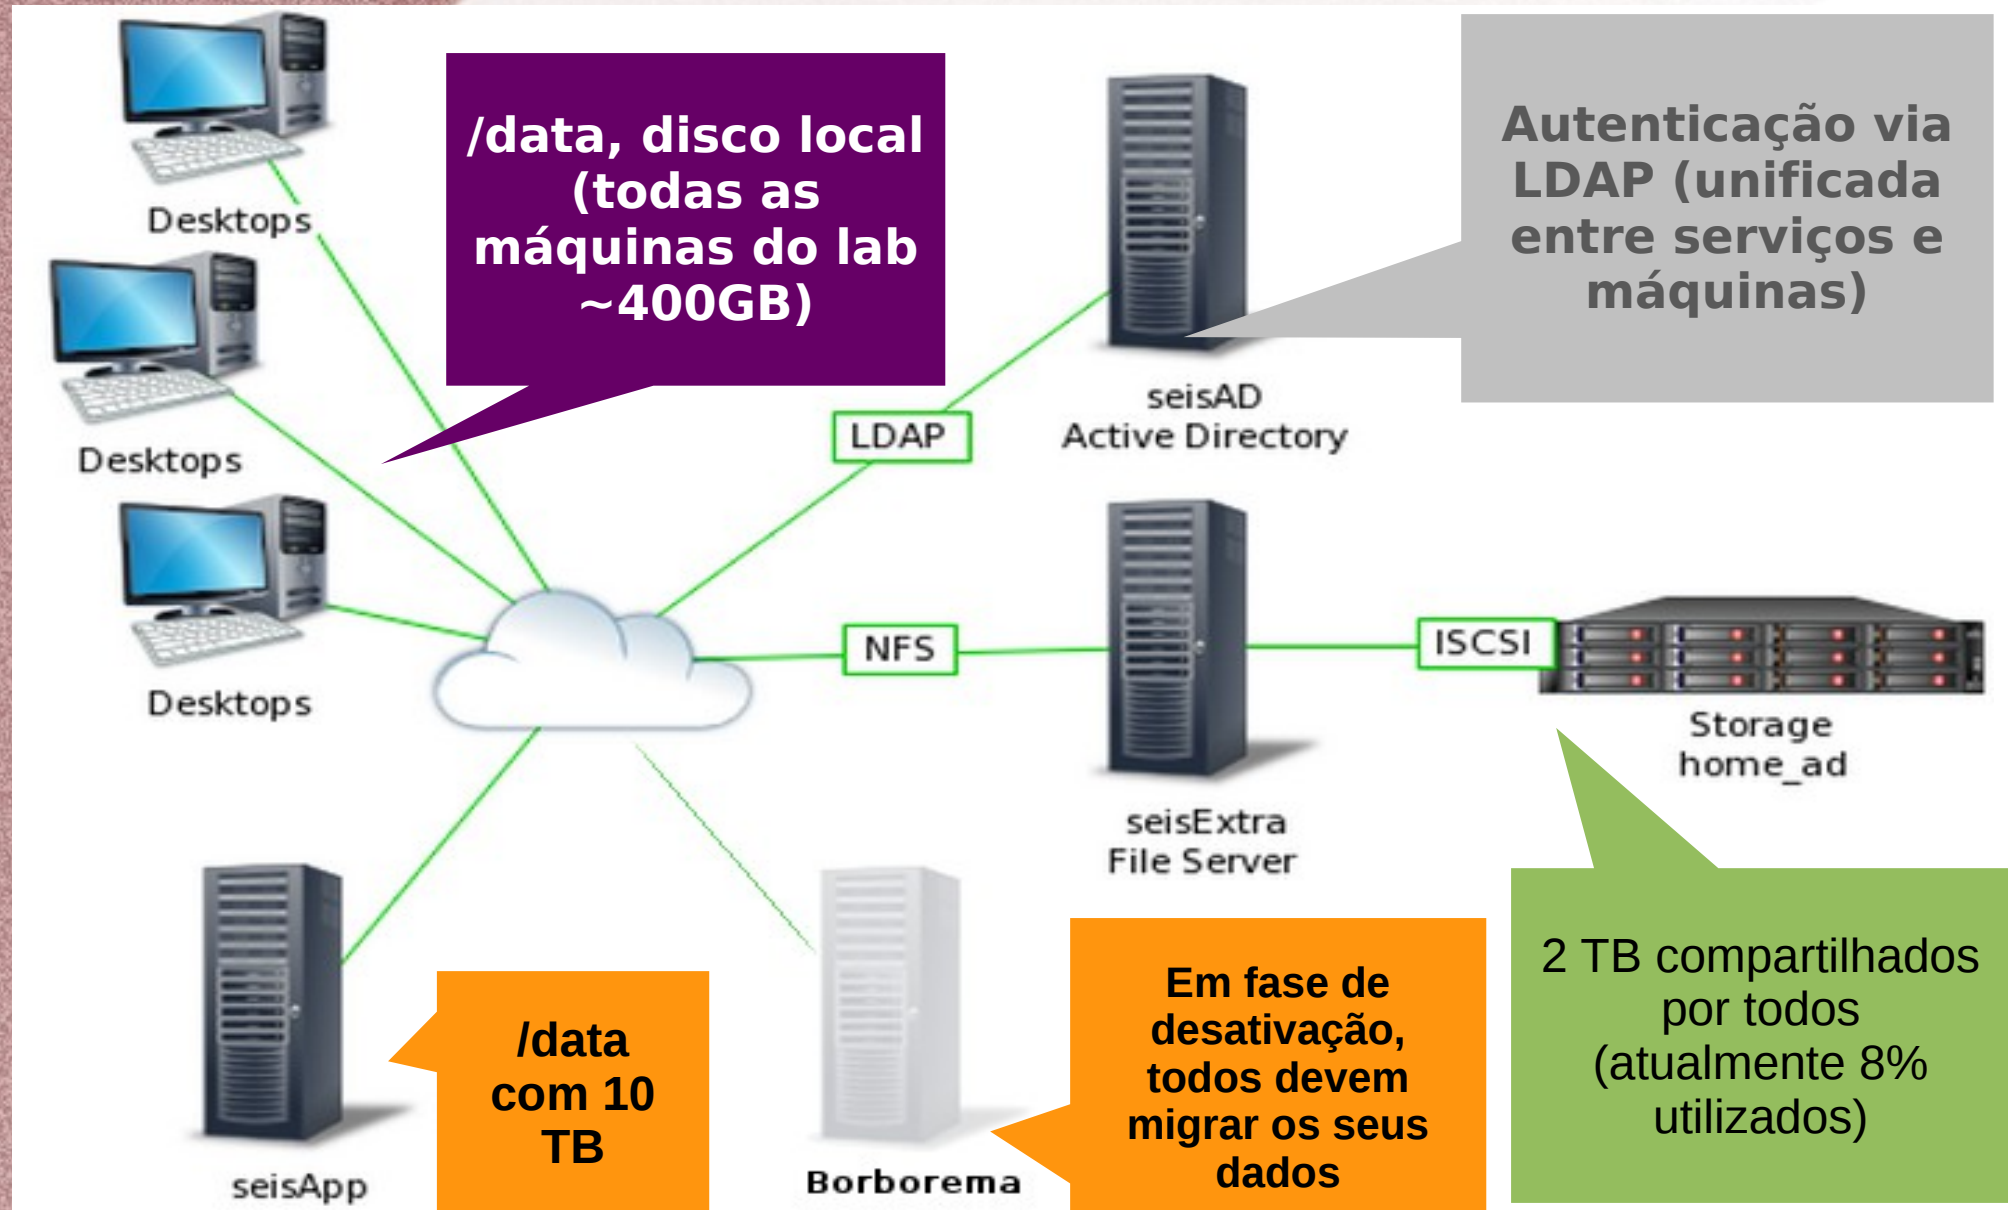 Desktops
/data, disco local
(todas as
máquinas do lab
~400GB)
Autenticação via
LDAP (unificada
entre serviços e
máquinas)
seisAD
Active Directory
LDAP
Desktops
Desktops
NFS
ISCSI
Storage
home_ad
seisExtra
File Server
2 TB compartilhados
por todos
(atualmente 8%
utilizados)
/data
com 10
TB
Em fase de
desativação,
todos devem
migrar os seus
dados
seisApp
Borborema